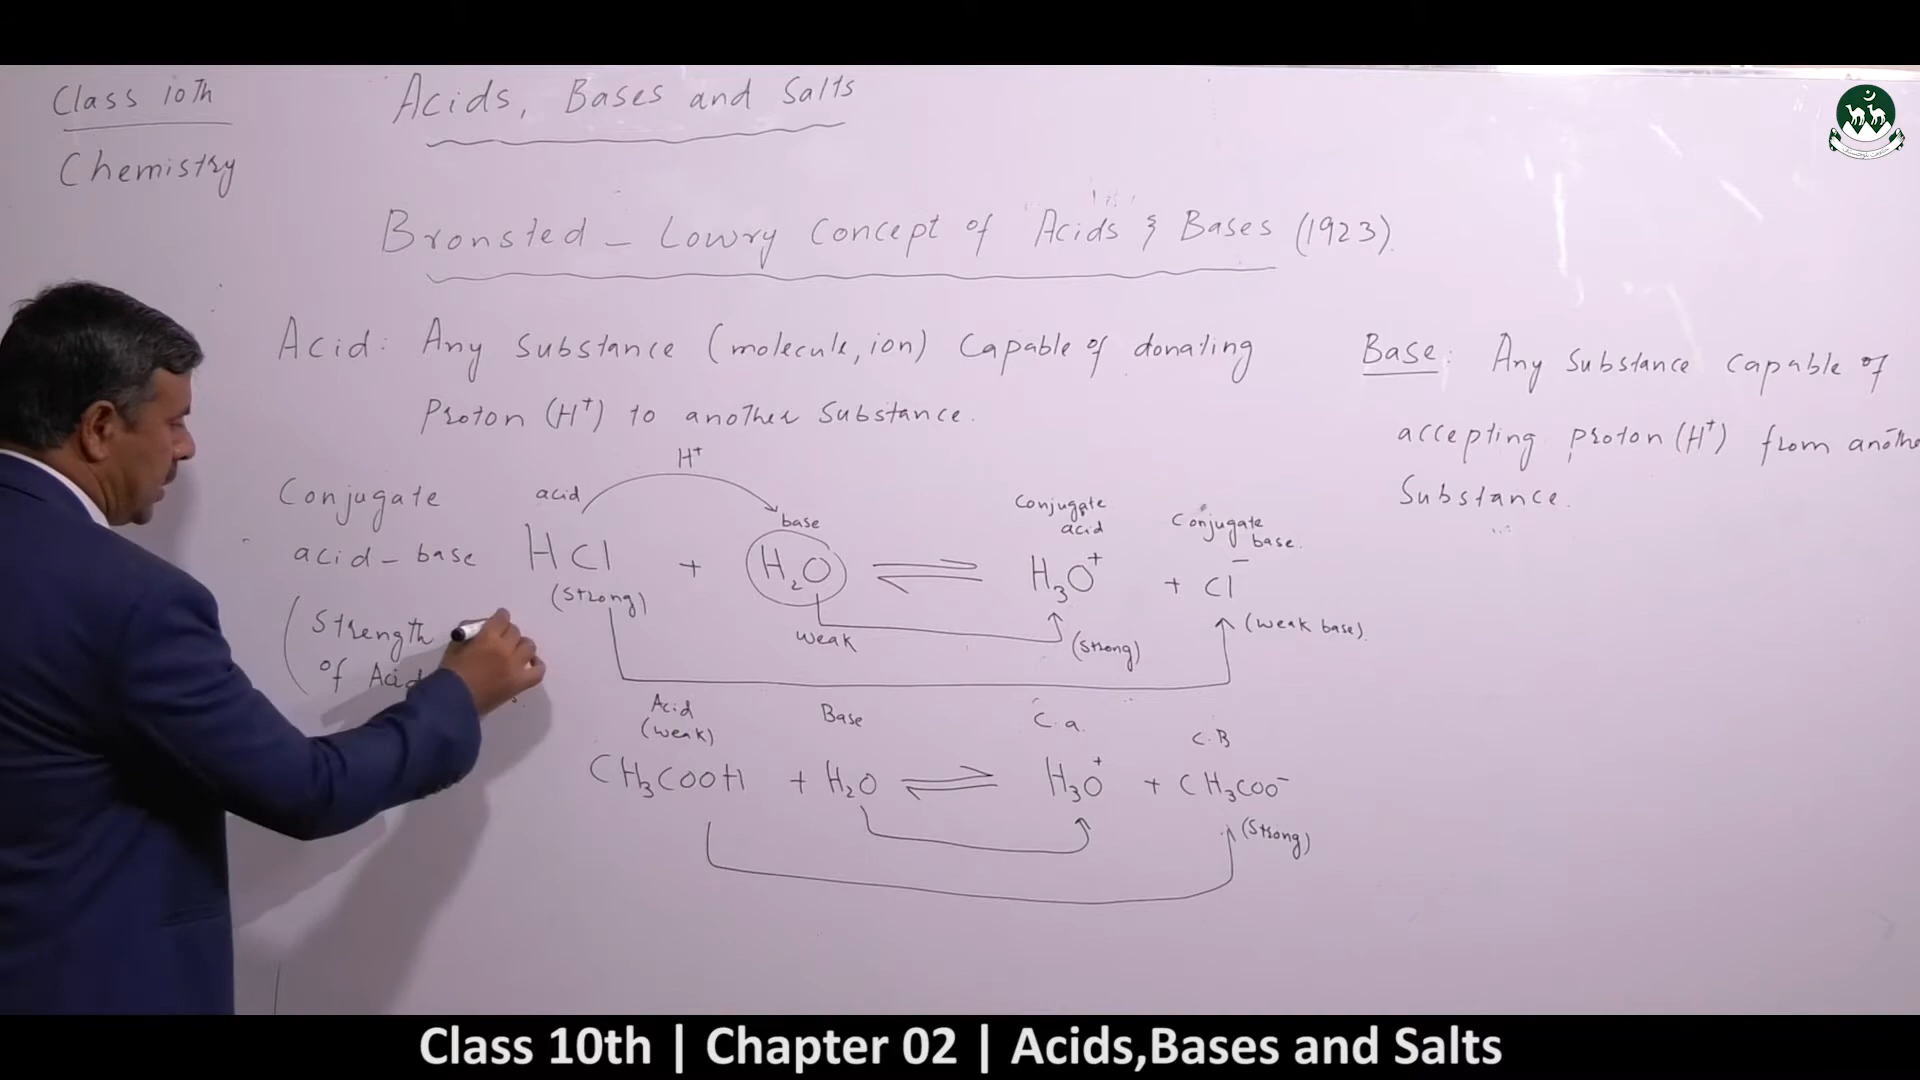 Class 10th
Chemistry
Acids, Bases and Salts
Bronsted - Lowry Concept of Acids & Bases (1923).
Acid: Any substance (molecule, ion) capable of donating
Proton (H⁺) to another substance.
Base: Any substance capable of
accepting proton (H⁺) from anothe
Substance.
Conjugate
acid - base
(Strength
of Acid
H⁺
acid
base
Conjugate
acid
Conjugate
base.
HCl + H₂O ⇌ H₃O⁺ + Cl⁻
(Strong)
weak
(Strong)
(weak base).
Acid
(weak)
Base
C.a.
C.B
CH₃COOH + H₂O ⇌ H₃O⁺ + CH₃COO⁻
(Strong)
Class 10th | Chapter 02 | Acids,Bases and Salts